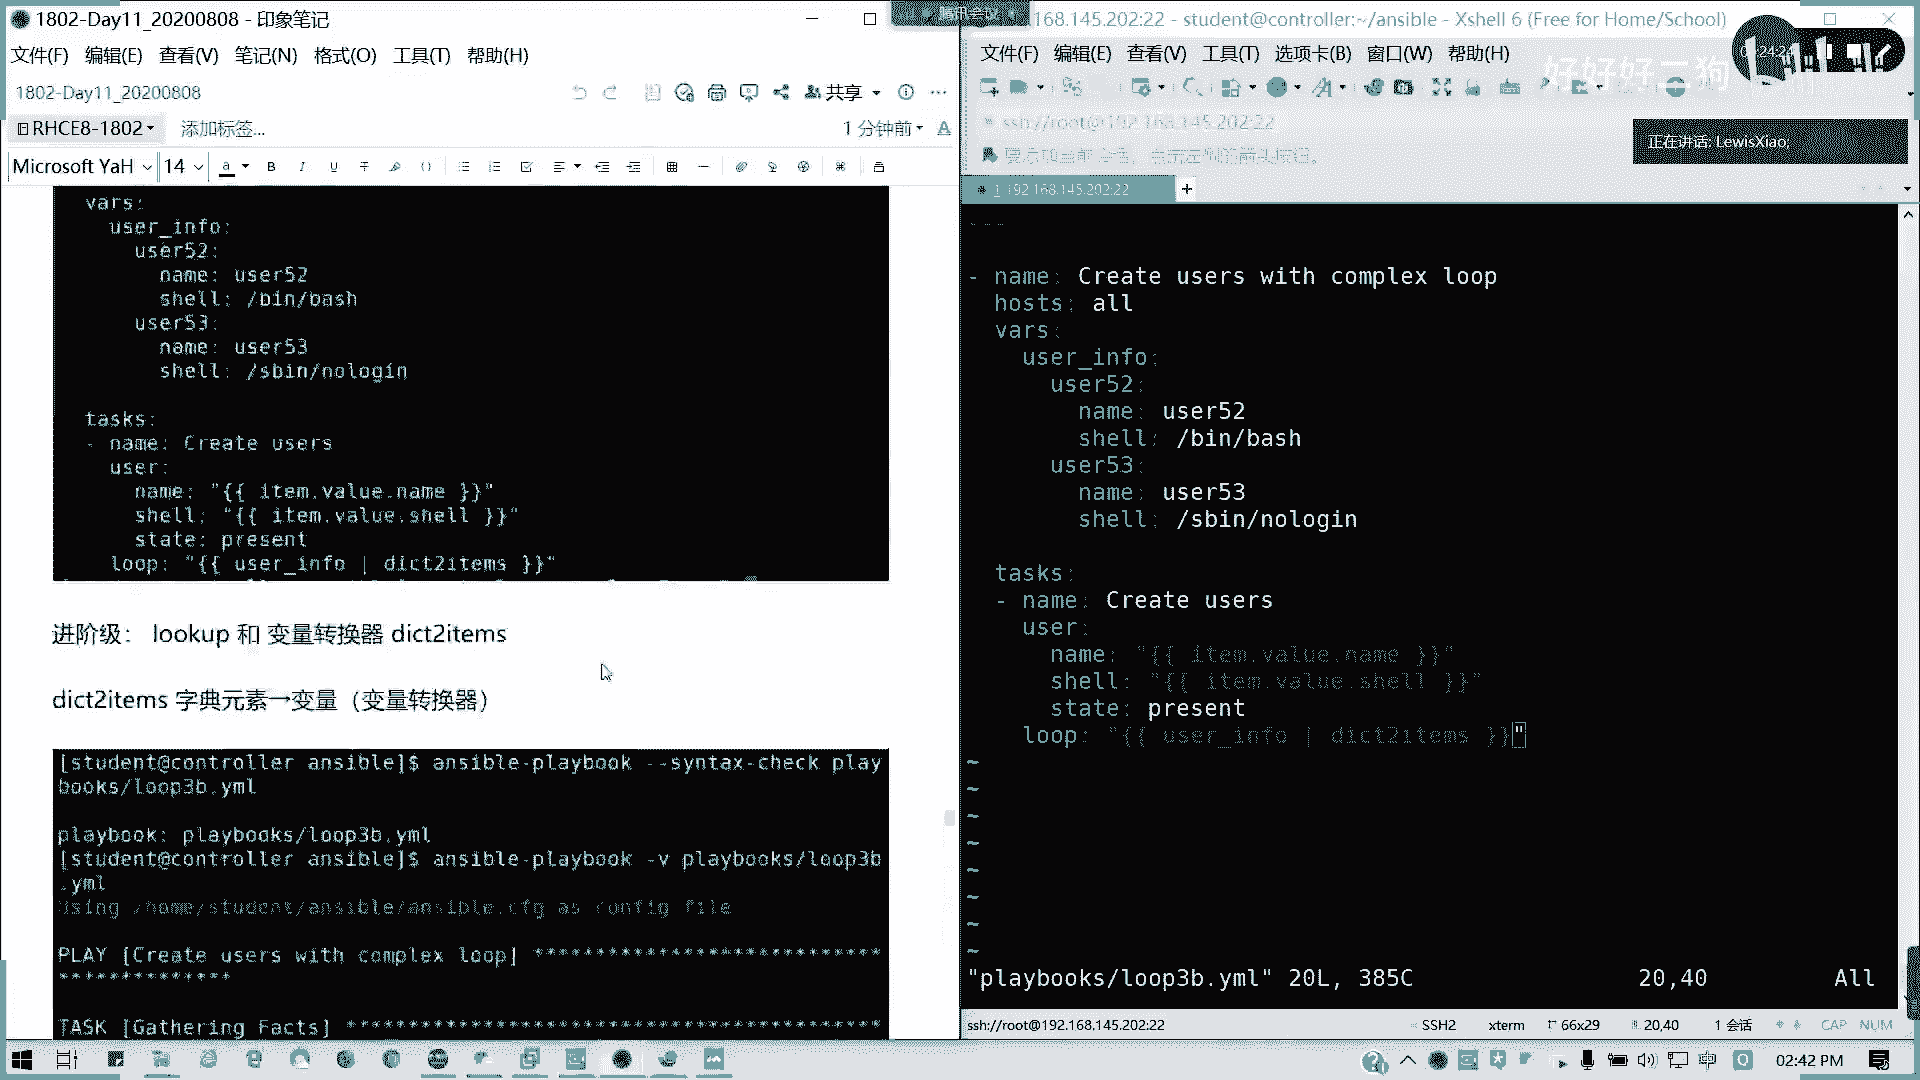 1802-Day11_20200808 - 印象笔记
文件(F) 编辑(E) 查看(V) 笔记(N) 格式(O) 工具(T) 帮助(H)
1802-Day11_20200808
共享
RHCE8-1802
添加标签...
1 分钟前
Microsoft YaH 14
vars:
user_info:
user52:
name: user52
shell: /bin/bash
user53:
name: user53
shell: /sbin/nologin
tasks:
- name: Create users
user:
name: "{{ item.value.name }}"
shell: "{{ item.value.shell }}"
state: present
loop: "{{ user_info | dict2items }}"
进阶级： lookup 和 变量转换器 dict2items
dict2items 字典元素→变量（变量转换器）
[student@controller ansible]$ ansible-playbook --syntax-check play
books/loop3b.yml
playbook: playbooks/loop3b.yml
[student@controller ansible]$ ansible-playbook -v playbooks/loop3b
.yml
Using /home/student/ansible/ansible.cfg as config file
PLAY [Create users with complex loop] ****************************
**************
TASK [Gathering Facts] *******************************************
腾讯会议
168.145.202:22 - student@controller:~/ansible - Xshell 6 (Free for Home/School)
文件(F) 编辑(E) 查看(V) 工具(T) 选项卡(B) 窗口(W) 帮助(H)
好好好二狗
ssh://root@192.168.145.202:22
正在讲话: LewisXiao;
1 192.168.145.202:22
---
- name: Create users with complex loop
hosts: all
vars:
user_info:
user52:
name: user52
shell: /bin/bash
user53:
name: user53
shell: /sbin/nologin
tasks:
- name: Create users
user:
name: "{{ item.value.name }}"
shell: "{{ item.value.shell }}"
state: present
loop: "{{ user_info | dict2items }}"
~
~
~
~
~
~
~
~
"playbooks/loop3b.yml" 20L, 385C 20,40 All
ssh://root@192.168.145.202:22 SSH2 xterm 66x29 20,40 1 会话 CAP NUM
中
02:42 PM